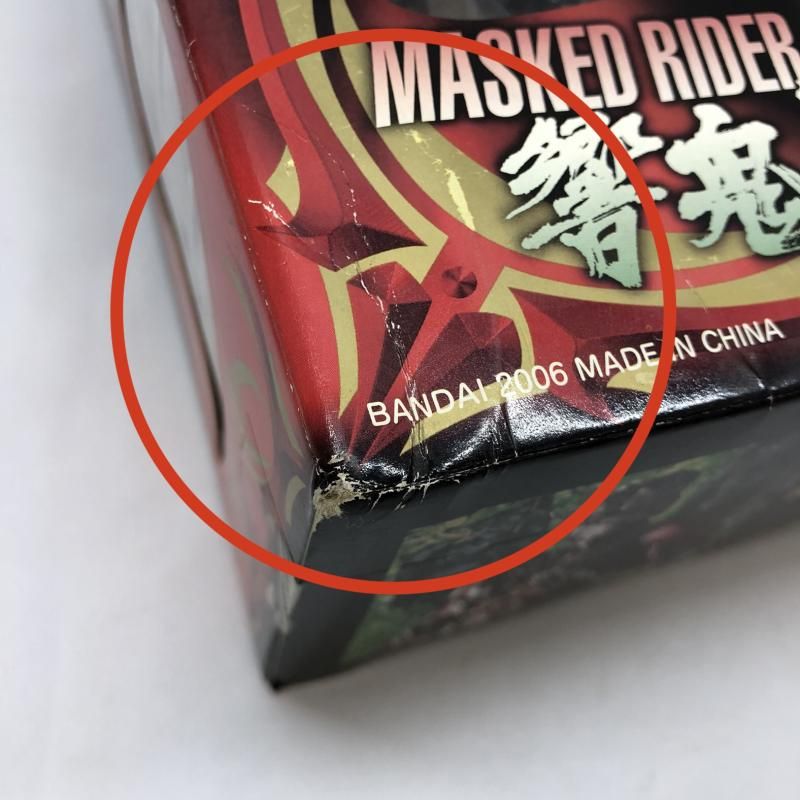 MASKED RIDER
響鬼
BANDAI 2006 MADE IN CHINA